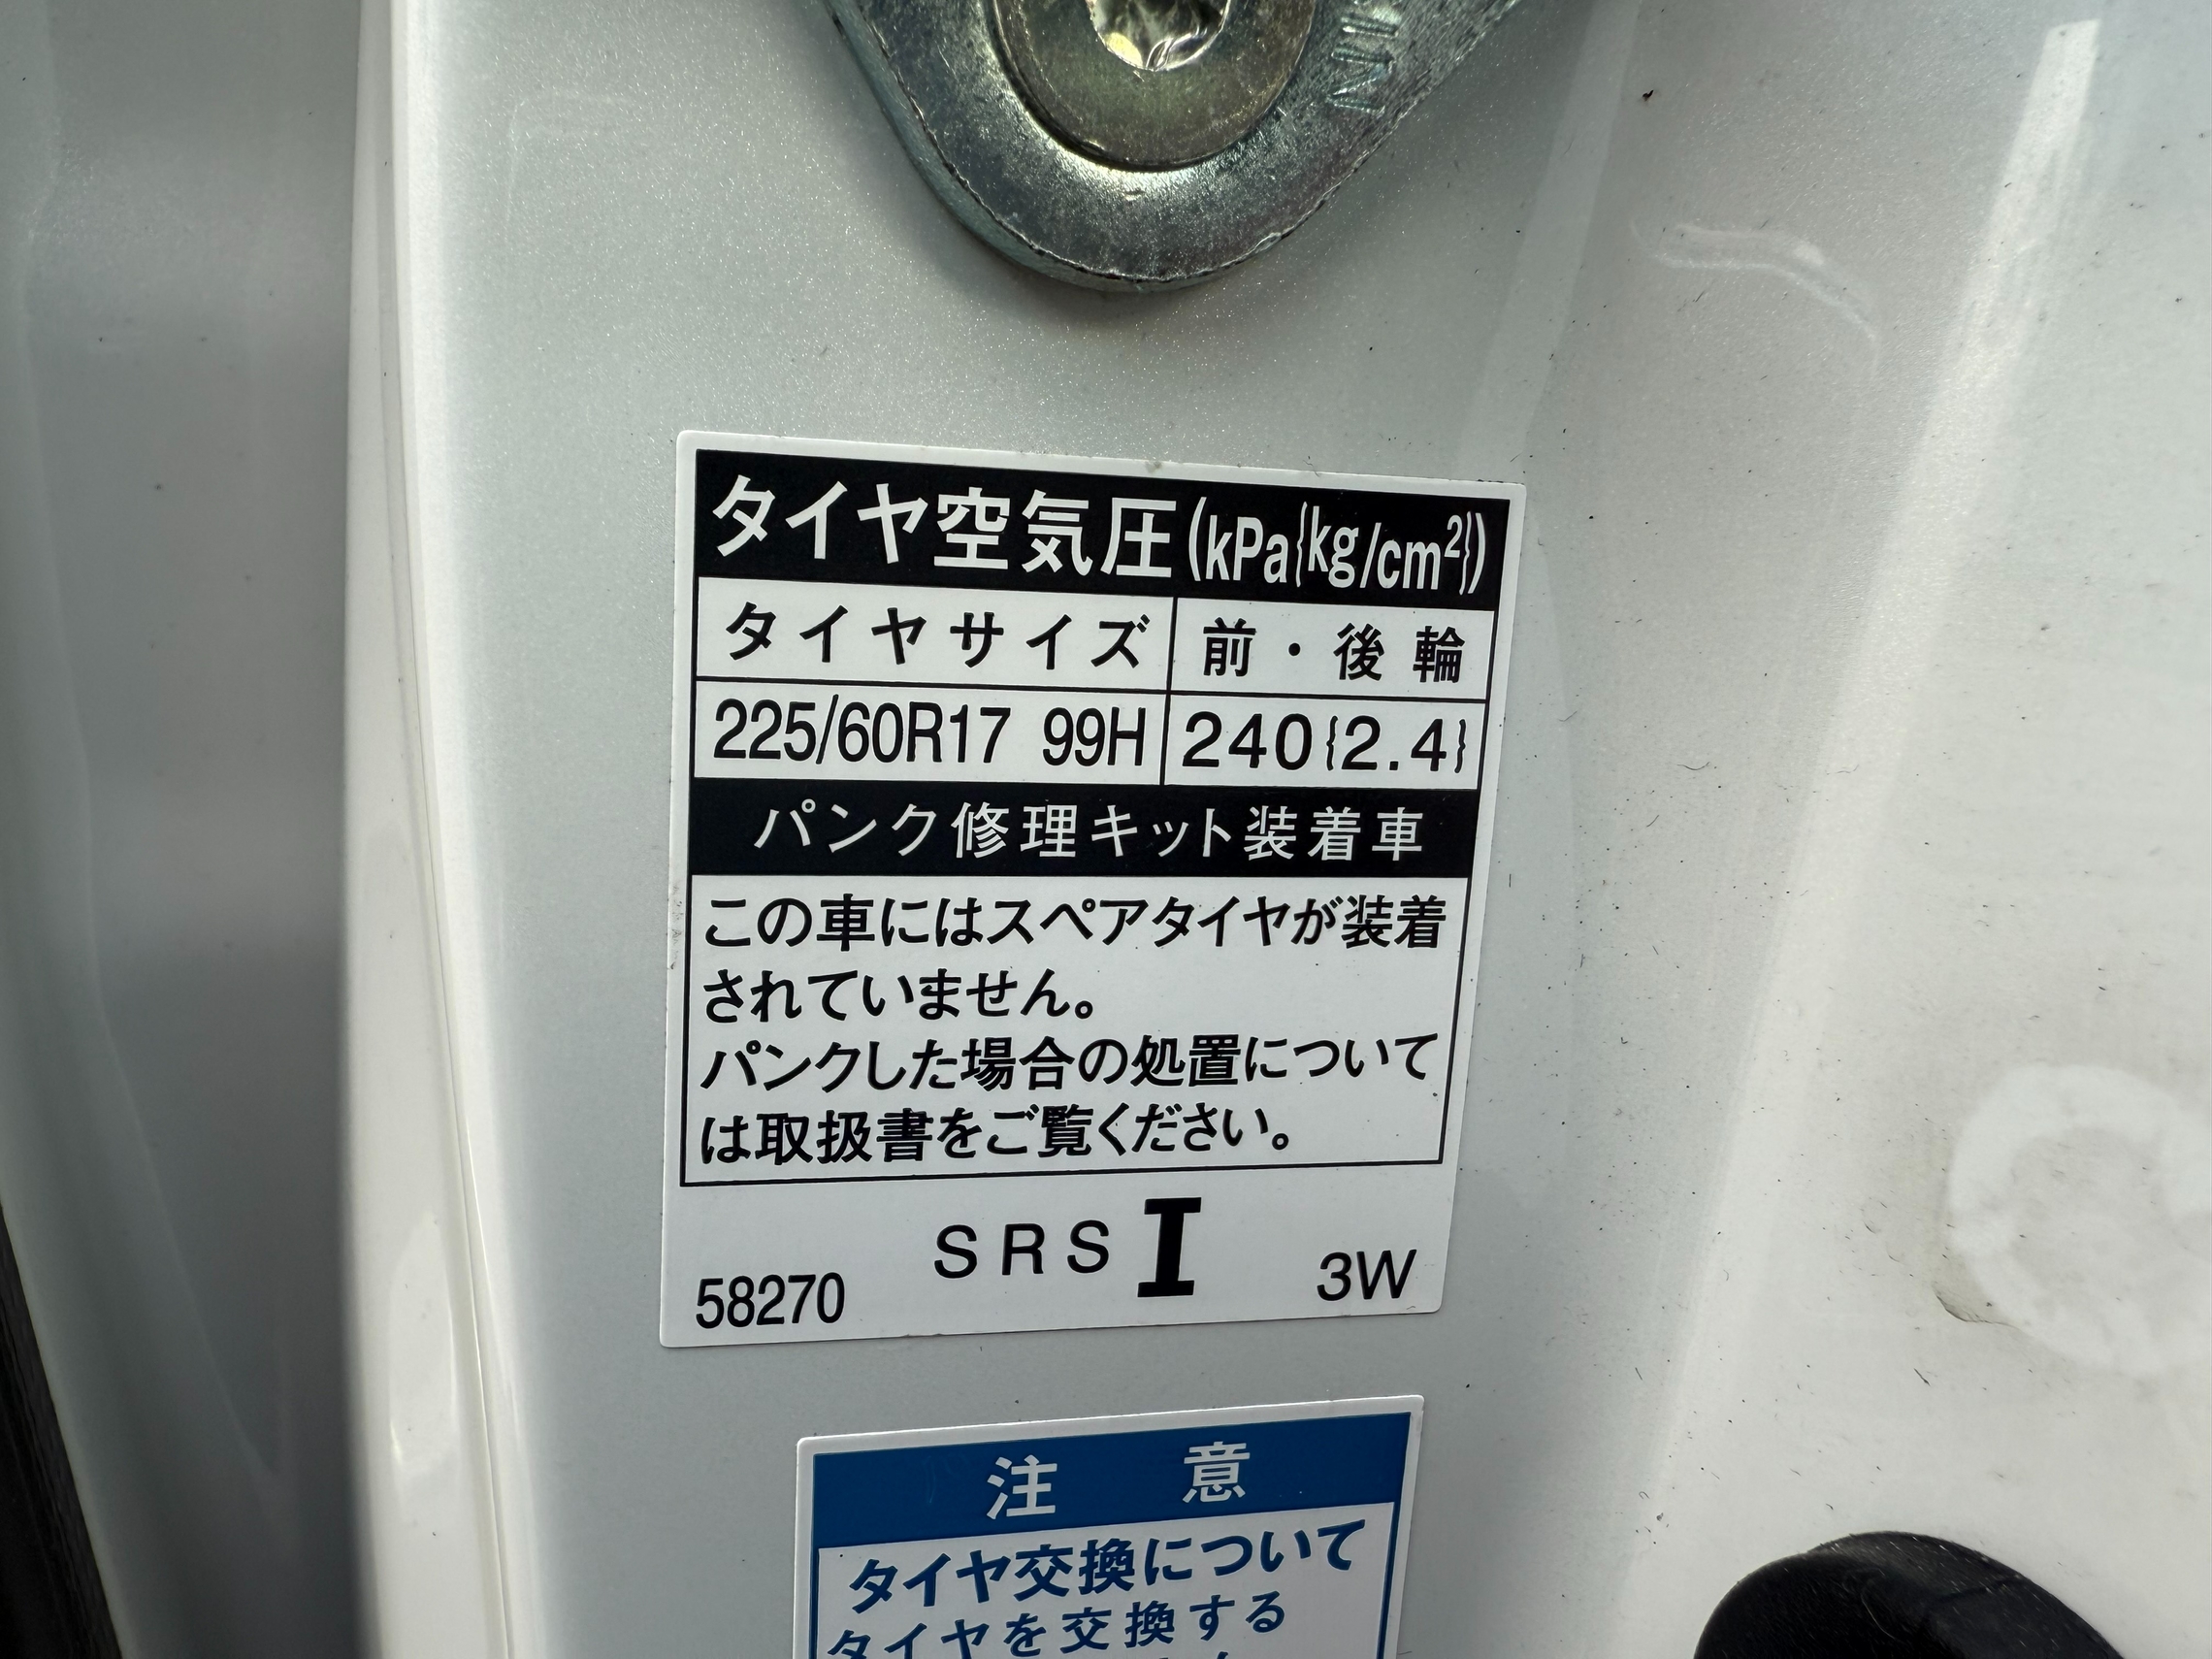 MIN
タイヤ空気圧(kPa{kg/cm²})
タイヤサイズ 前・後輪
225/60R17 99H 240{2.4}
パンク修理キット装着車
この車にはスペアタイヤが装着
されていません。
パンクした場合の処置について
は取扱書をご覧ください。
58270 SRS I 3W
注意
タイヤ交換について
タイヤを交換する